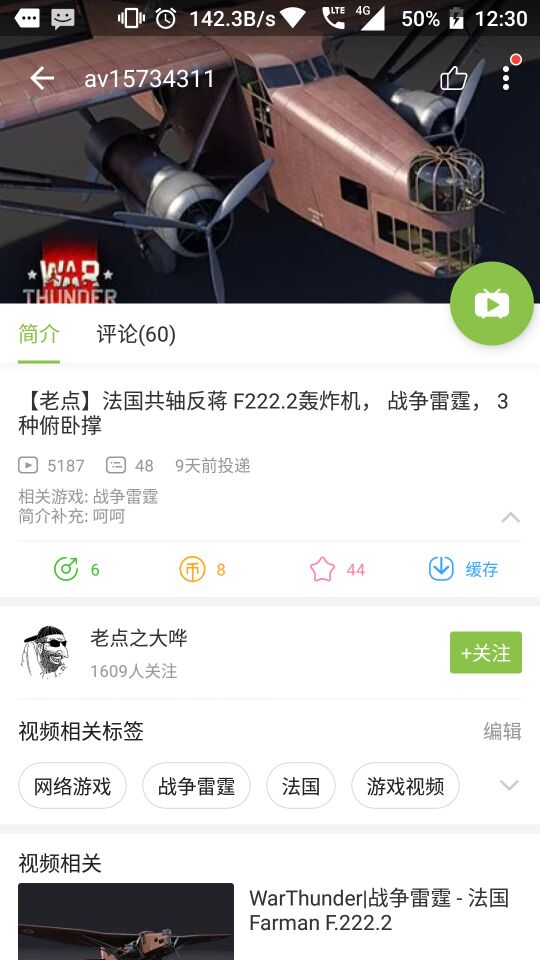 142.3B/s LTE 4G 50% 12:30
av15734311
WAR
THUNDER
简介 评论(60)
【老点】法国共轴反蒋 F222.2轰炸机， 战争雷霆， 3
种俯卧撑
5187 48 9天前投递
相关游戏: 战争雷霆
简介补充: 呵呵
6 币 8 44 缓存
老点之大哗
1609人关注
+关注
视频相关标签 编辑
网络游戏 战争雷霆 法国 游戏视频
视频相关
WarThunder|战争雷霆 - 法国
Farman F.222.2